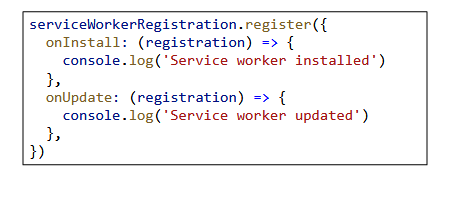 serviceWorkerRegistration.register({
  onInstall: (registration) => {
    console.log('Service worker installed')
  },
  onUpdate: (registration) => {
    console.log('Service worker updated')
  },
})